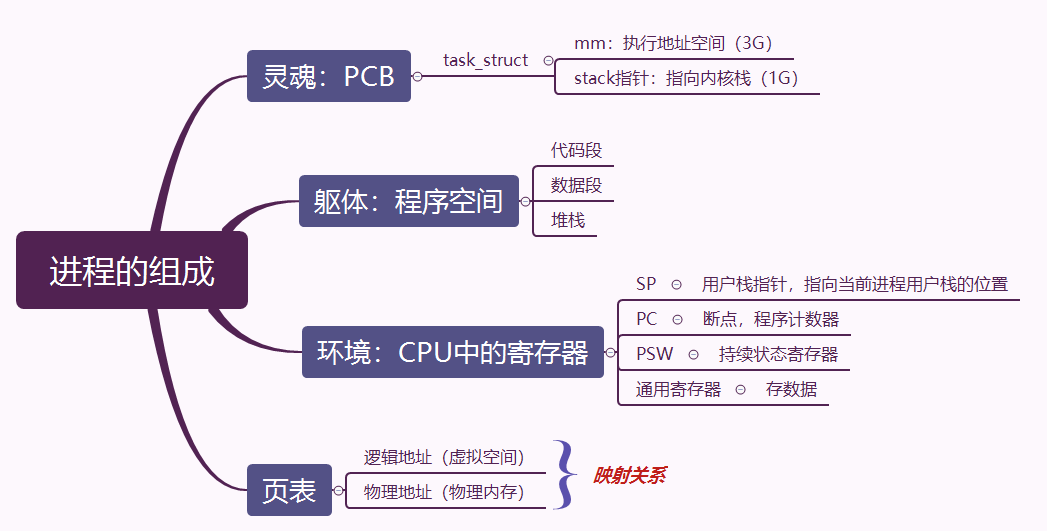 进程的组成
灵魂：PCB
task_struct
mm：执行地址空间（3G）
stack指针：指向内核栈（1G）
躯体：程序空间
代码段
数据段
堆栈
环境：CPU中的寄存器
SP 用户栈指针，指向当前进程用户栈的位置
PC 断点，程序计数器
PSW 持续状态寄存器
通用寄存器 存数据
页表
逻辑地址（虚拟空间）
物理地址（物理内存）
映射关系